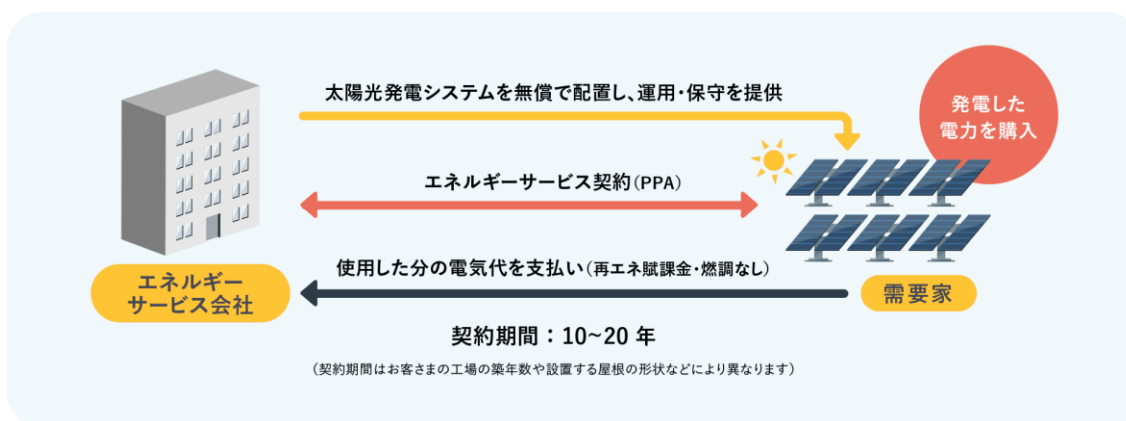 太陽光発電システムを無償で配置し、運用・保守を提供
発電した
電力を購入
エネルギーサービス契約(PPA)
使用した分の電気代を支払い(再エネ賦課金・燃調なし)
エネルギー
サービス会社
需要家
契約期間：10~20 年
(契約期間はお客さまの工場の築年数や設置する屋根の形状などにより異なります)